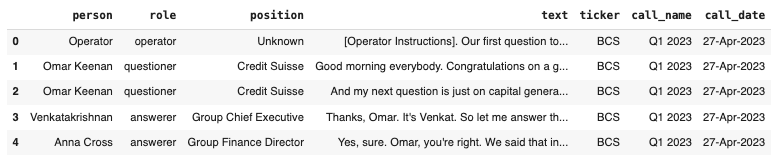 person role position text ticker call_name call_date
0 Operator operator Unknown [Operator Instructions]. Our first question to... BCS Q1 2023 27-Apr-2023
1 Omar Keenan questioner Credit Suisse Good morning everybody. Congratulations on a g... BCS Q1 2023 27-Apr-2023
2 Omar Keenan questioner Credit Suisse And my next question is just on capital genera... BCS Q1 2023 27-Apr-2023
3 Venkatakrishnan answerer Group Chief Executive Thanks, Omar. It's Venkat. So let me answer th... BCS Q1 2023 27-Apr-2023
4 Anna Cross answerer Group Finance Director Yes, sure. Omar, you're right. We said that in... BCS Q1 2023 27-Apr-2023